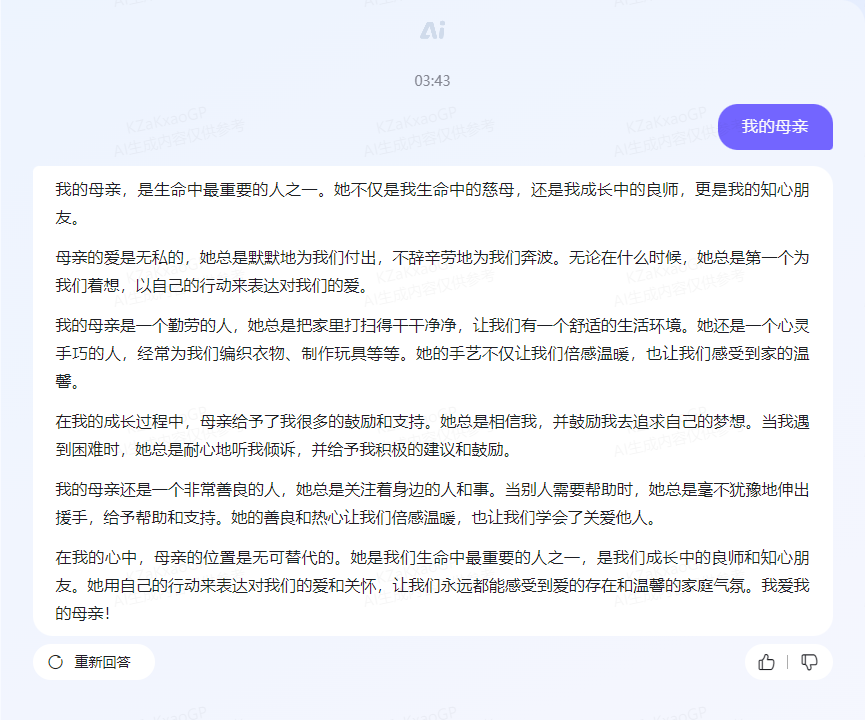 Ai
03:43
我的母亲
我的母亲，是生命中最重要的人之一。她不仅是我生命中的慈母，还是我成长中的良师，更是我的知心朋
友。
母亲的爱是无私的，她总是默默地为我们付出，不辞辛劳地为我们奔波。无论在什么时候，她总是第一个为
我们着想，以自己的行动来表达对我们的爱。
我的母亲是一个勤劳的人，她总是把家里打扫得干干净净，让我们有一个舒适的生活环境。她还是一个心灵
手巧的人，经常为我们编织衣物、制作玩具等等。她的手艺不仅让我们倍感温暖，也让我们感受到家的温
馨。
在我的成长过程中，母亲给予了我很多的鼓励和支持。她总是相信我，并鼓励我去追求自己的梦想。当我遇
到困难时，她总是耐心地听我倾诉，并给予我积极的建议和鼓励。
我的母亲还是一个非常善良的人，她总是关注着身边的人和事。当别人需要帮助时，她总是毫不犹豫地伸出
援手，给予帮助和支持。她的善良和热心让我们倍感温暖，也让我们学会了关爱他人。
在我的心中，母亲的位置是无可替代的。她是我们生命中最重要的人之一，是我们成长中的良师和知心朋
友。她用自己的行动来表达对我们的爱和关怀，让我们永远都能感受到爱的存在和温馨的家庭气氛。我爱我
的母亲！
重新回答
KZaKxaoGP
AI生成内容仅供参考